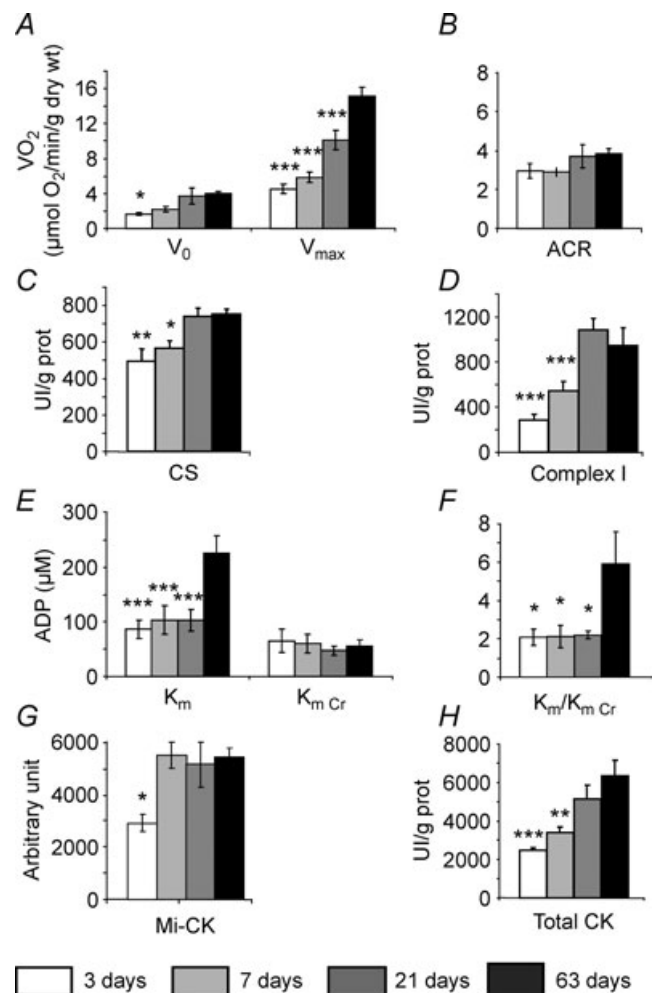 A
B
VO2
(µmol O2/min/g dry wt)
16
12
8
4
0
*
***
***
***
V0
Vmax
8
6
4
2
0
ACR
C
D
UI/g prot
800
600
400
200
0
**
*
CS
UI/g prot
1200
800
400
0
***
***
Complex I
E
F
ADP (µM)
300
200
100
50
0
***
***
***
Km
Km Cr
8
6
4
2
0
*
*
*
Km/Km Cr
G
H
Arbitrary unit
6000
4000
2000
0
*
Mi-CK
UI/g prot
8000
6000
4000
2000
0
***
**
Total CK
3 days
7 days
21 days
63 days